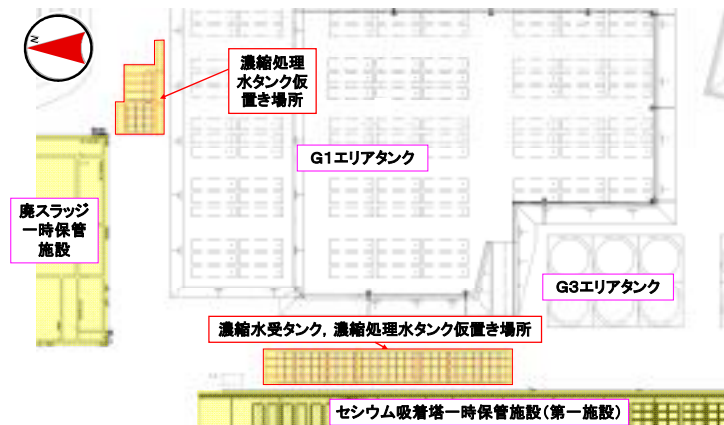 N
濃縮処理
水タンク仮
置き場所
G1エリアタンク
廃スラッジ
一時保管
施設
G3エリアタンク
濃縮水受タンク，濃縮処理水タンク仮置き場所
セシウム吸着塔一時保管施設（第一施設）